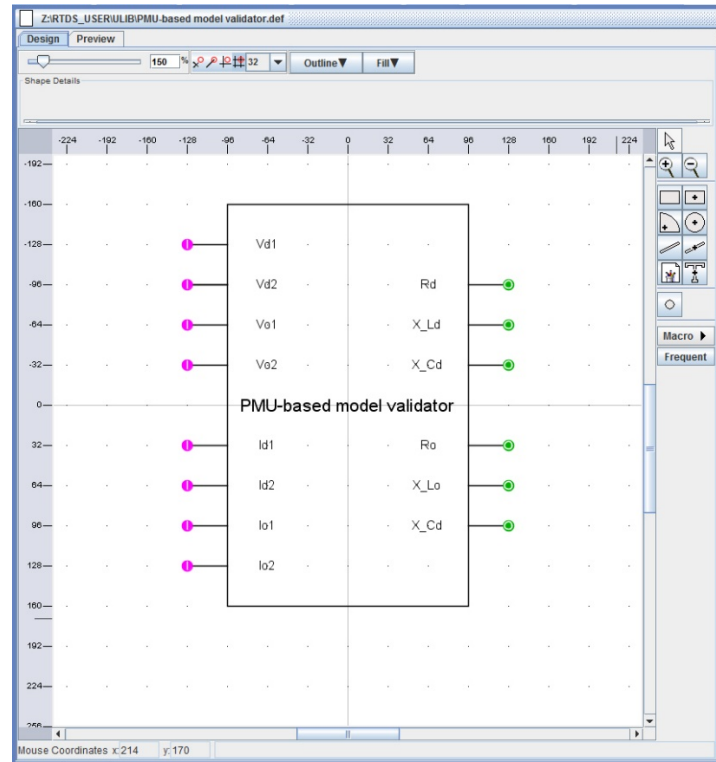 Z:\RTDS_USER\ULIB\PMU-based model validator.def
Design Preview
150 % 32 Outline▼ Fill▼
Shape Details
-224 -192 -160 -128 -96 -64 -32 0 32 64 96 128 160 192 224
-192
-160
-128 Vd1
-96 Vd2 Rd
-64 Vo1 X_Ld
-32 Vo2 X_Cd
0 PMU-based model validator
32 Id1 Ro
64 Id2 X_Lo
96 Io1 X_Cd
128 Io2
160
192
224
256
Macro
Frequent
Mouse Coordinates x: 214 y: 170